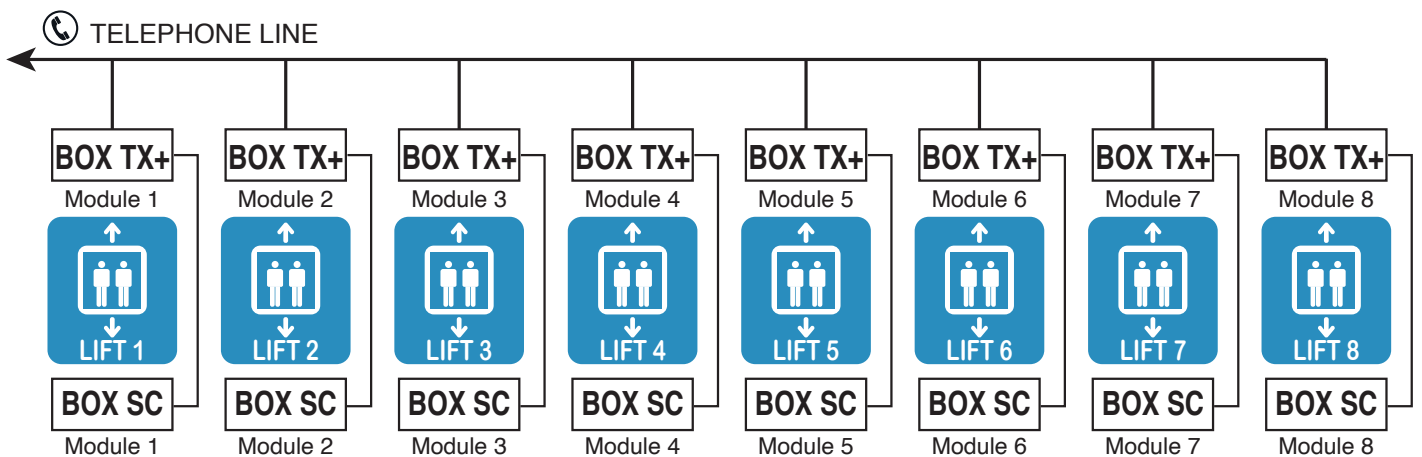 TELEPHONE LINE
BOX TX+ BOX TX+ BOX TX+ BOX TX+ BOX TX+ BOX TX+ BOX TX+ BOX TX+
Module 1 Module 2 Module 3 Module 4 Module 5 Module 6 Module 7 Module 8
LIFT 1 LIFT 2 LIFT 3 LIFT 4 LIFT 5 LIFT 6 LIFT 7 LIFT 8
BOX SC BOX SC BOX SC BOX SC BOX SC BOX SC BOX SC BOX SC
Module 1 Module 2 Module 3 Module 4 Module 5 Module 6 Module 7 Module 8